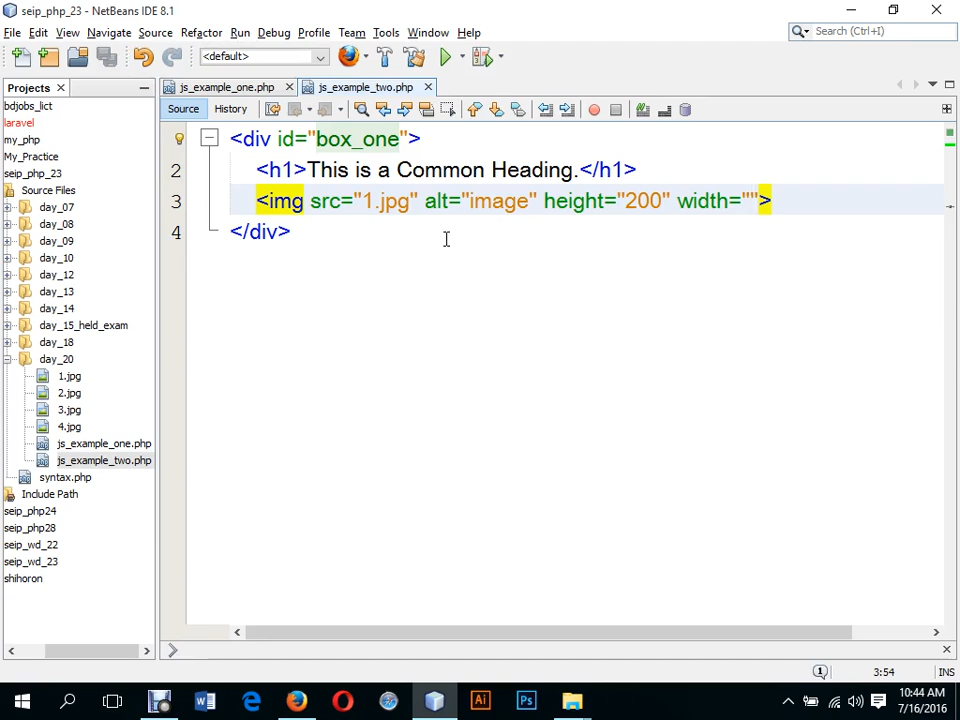 seip_php_23 - NetBeans IDE 8.1
File Edit View Navigate Source Refactor Run Debug Profile Team Tools Window Help
Search (Ctrl+I)
<default>
Projects
js_example_one.php
js_example_two.php
Source History
bdjobs_lict
laravel
my_php
My_Practice
seip_php_23
Source Files
day_07
day_08
day_09
day_10
day_12
day_13
day_14
day_15_held_exam
day_18
day_20
1.jpg
2.jpg
3.jpg
4.jpg
js_example_one.php
js_example_two.php
syntax.php
Include Path
seip_php24
seip_php28
seip_wd_22
seip_wd_23
shihoron
<div id="box_one">
2 <h1>This is a Common Heading.</h1>
3 <img src="1.jpg" alt="image" height="200" width="">
4 </div>
1
3:54
INS
Ai
Ps
10:44 AM
7/16/2016